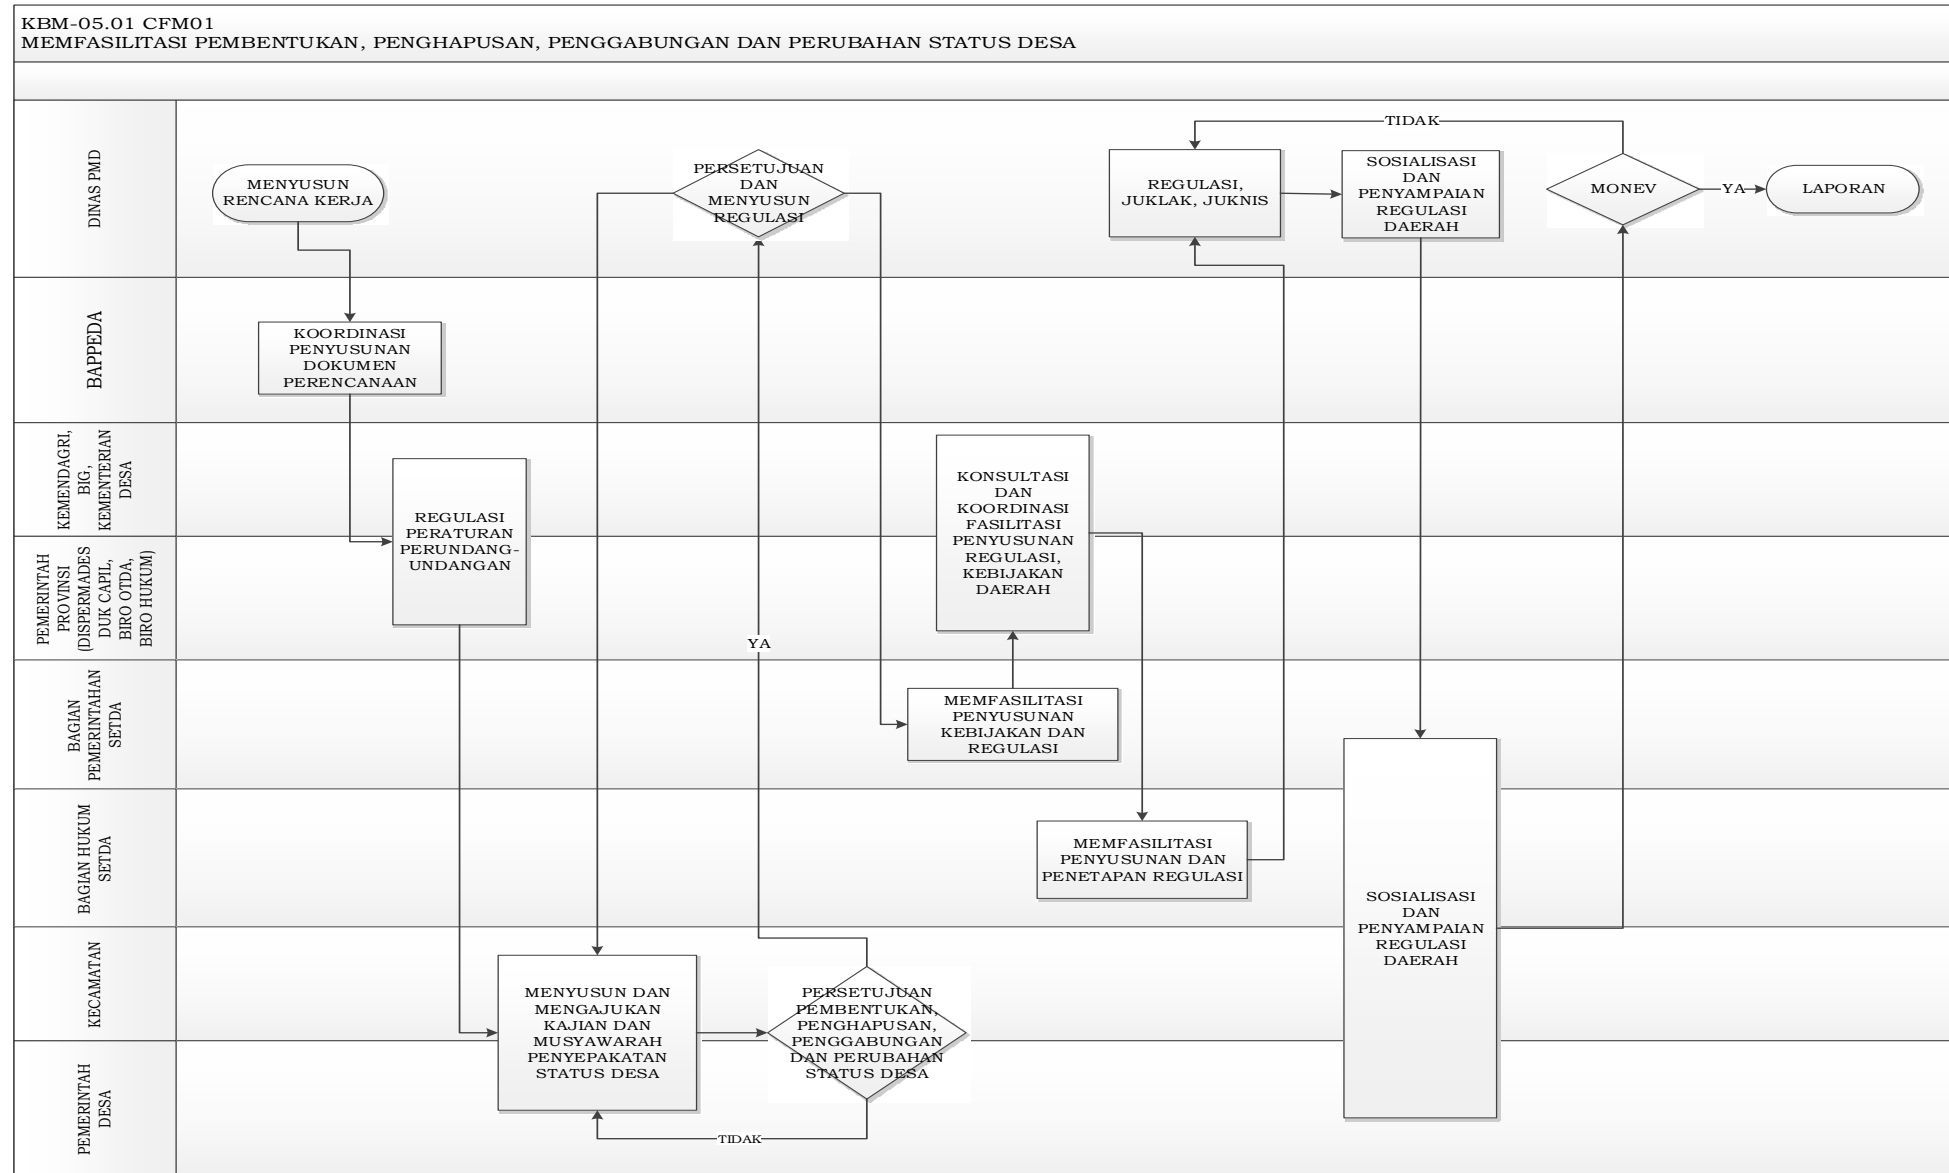 KBM-05.01 CFM01
MEMFASILITASI PEMBENTUKAN, PENGHAPUSAN, PENGGABUNGAN DAN PERUBAHAN STATUS DESA
DINAS PMD
MENYUSUN
RENCANA KERJA
PERSETUJUAN
DAN
MENYUSUN
REGULASI
REGULASI,
JUKLAK, JUKNIS
TIDAK
SOSIALISASI
DAN
PENYAMPAIAN
REGULASI
DAERAH
MONEV
YA
LAPORAN
BAPPEDA
KOORDINASI
PENYUSUNAN
DOKUMEN
PERENCANAAN
KEMENDAGRI,
BIG,
KEMENTERIAN
DESA
REGULASI
PERATURAN
PERUNDANG-
UNDANGAN
KONSULTASI
DAN
KOORDINASI
FASILITASI
PENYUSUNAN
REGULASI,
KEBIJAKAN
DAERAH
PEMERINTAH
PROVINSI
(DISPERMADES
DUK CAPIL,
BIRO OTDA,
BIRO HUKUM)
YA
BAGIAN
PEMERINTAHAN
SETDA
MEMFASILITASI
PENYUSUNAN
KEBIJAKAN DAN
REGULASI
BAGIAN HUKUM
SETDA
MEMFASILITASI
PENYUSUNAN DAN
PENETAPAN REGULASI
SOSIALISASI
DAN
PENYAMPAIAN
REGULASI
DAERAH
KECAMATAN
MENYUSUN DAN
MENGAJUKAN
KAJIAN DAN
MUSYAWARAH
PENYEPAKATAN
STATUS DESA
PERSETUJUAN
PEMBENTUKAN,
PENGHAPUSAN,
PENGGABUNGAN
DAN PERUBAHAN
STATUS DESA
PEMERINTAH
DESA
TIDAK